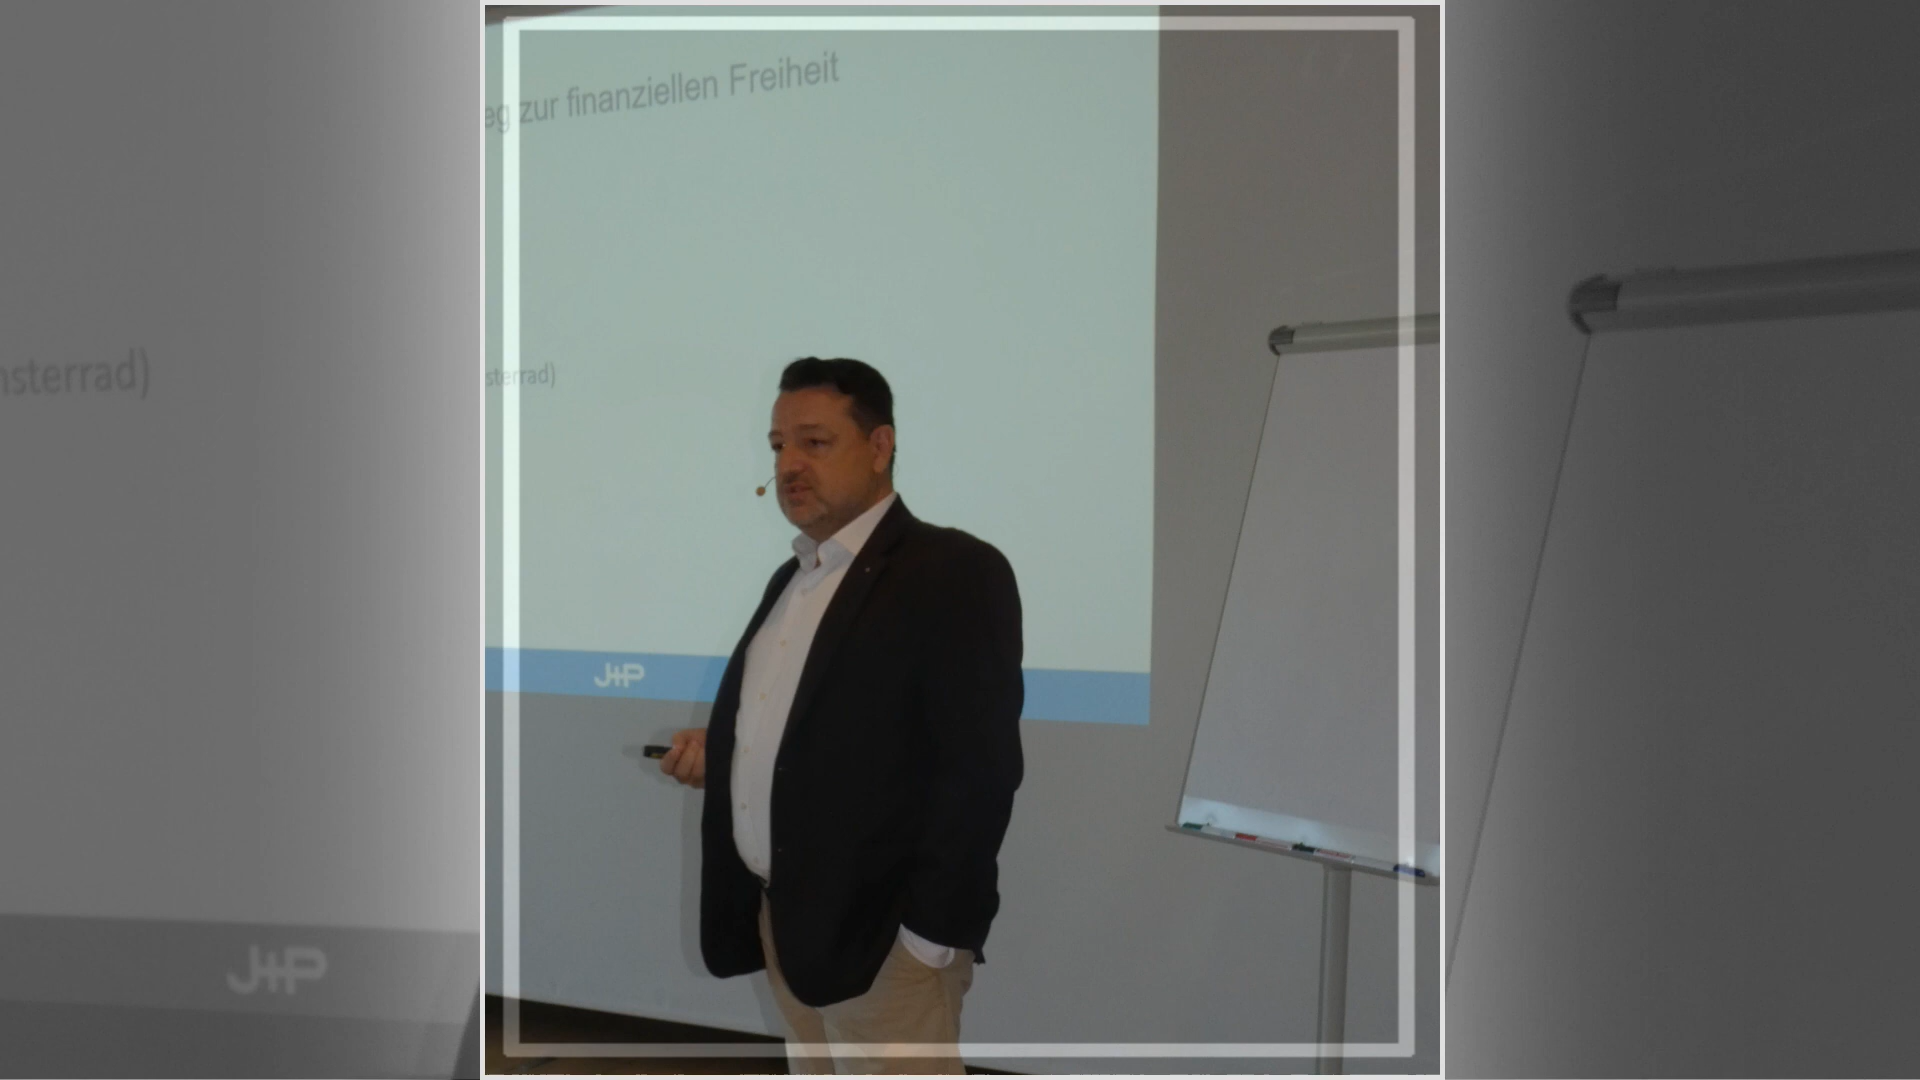 eg zur finanziellen Freiheit
nsterrad)
sterrad)
J+P
J+P